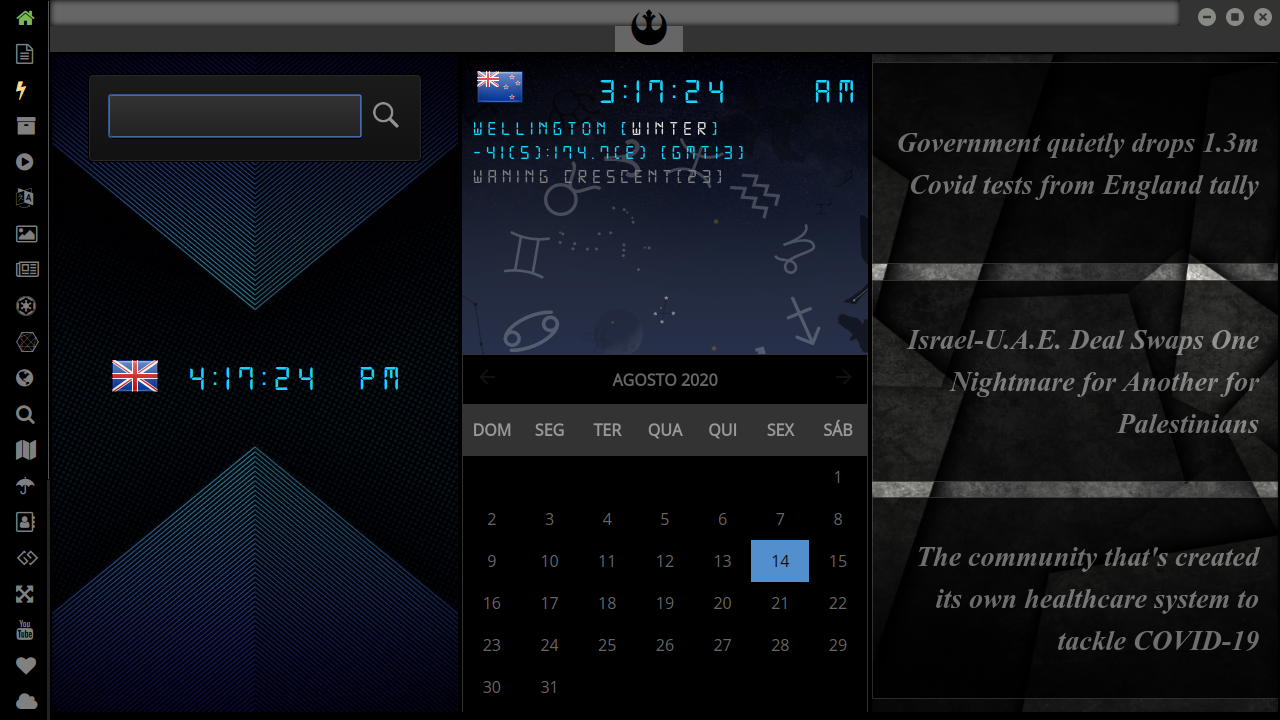 4:17:24 PM
3:17:24 AM
WELLINGTON (WINTER)
-41(S):174.7(E) (GMT13)
WANING CRESCENT(23)
AGOSTO 2020
DOM SEG TER QUA QUI SEX SÁB
1
2 3 4 5 6 7 8
9 10 11 12 13 14 15
16 17 18 19 20 21 22
23 24 25 26 27 28 29
30 31
Government quietly drops 1.3m
Covid tests from England tally
Israel-U.A.E. Deal Swaps One
Nightmare for Another for
Palestinians
The community that's created
its own healthcare system to
tackle COVID-19
You
Tube